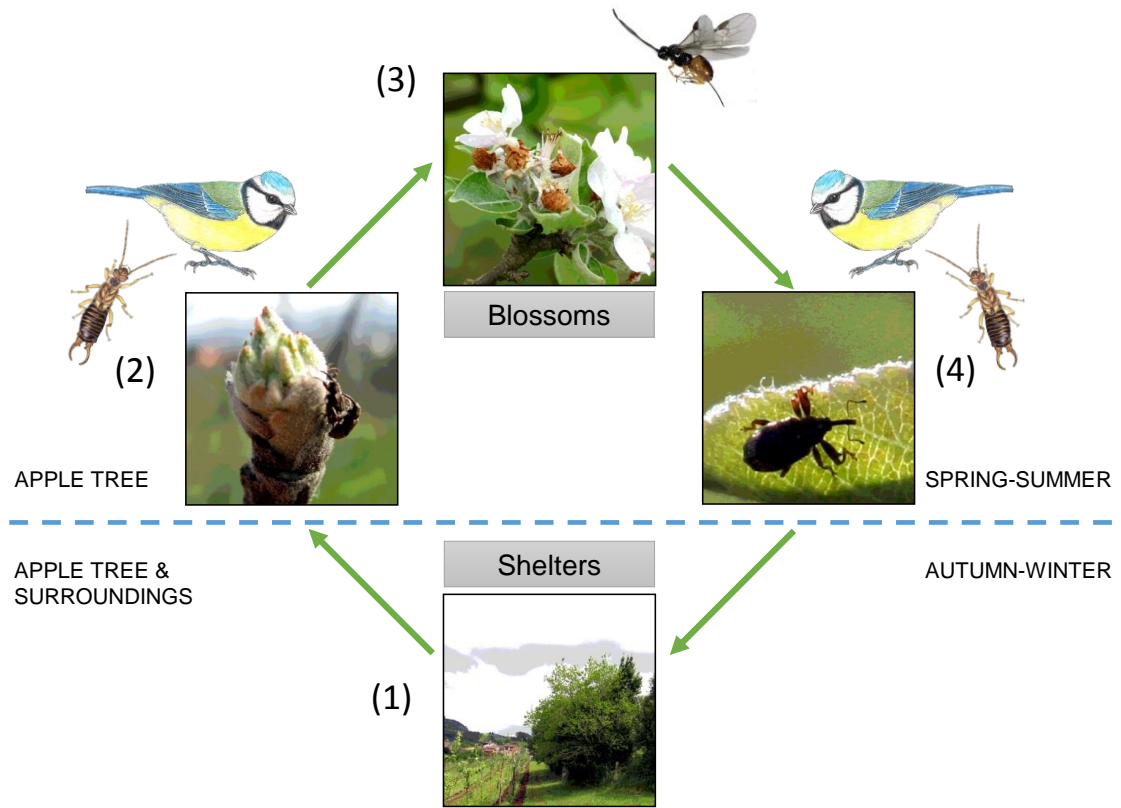 (3)
Blossoms
(2)
(4)
APPLE TREE
SPRING-SUMMER
APPLE TREE &
SURROUNDINGS
Shelters
AUTUMN-WINTER
(1)